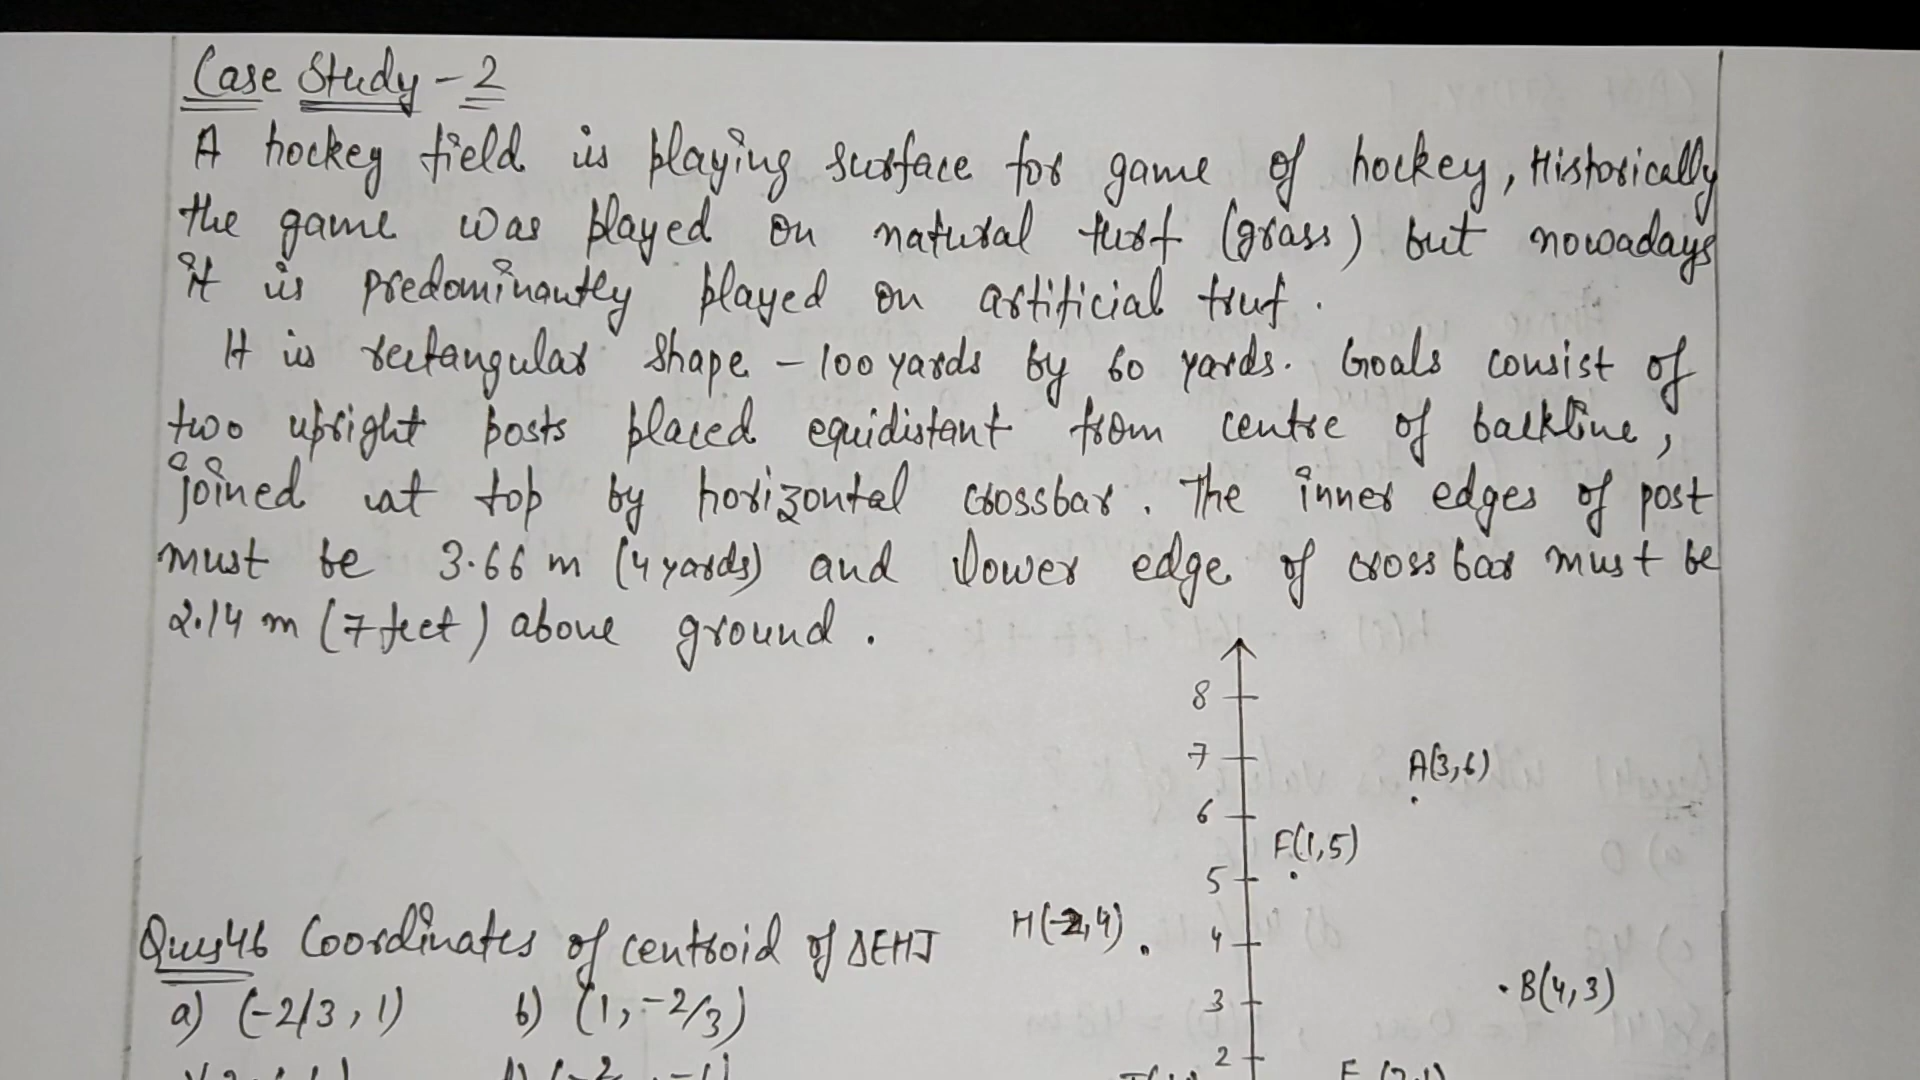 Case Study - 2
A hockey field is playing surface for game of hockey, Historically
the game was played on natural turf (grass) but nowadays
it is predominantly played on artificial truf.
It is rectangular shape - 100 yards by 60 yards. Goals consist of
two upright posts placed equidistant from centre of backline,
joined at top by horizontal crossbar. The inner edges of post
must be 3.66 m (4 yards) and lower edge of crossbar must be
2.14 m (7 feet) above ground.
8
7
A(3,6)
6
F(1,5)
5
H(-2,4)
4
B(4,3)
3
2
Ques46 Coordinates of centroid of ΔEHJ
a) (-2/3, 1) b) (1, -2/3)